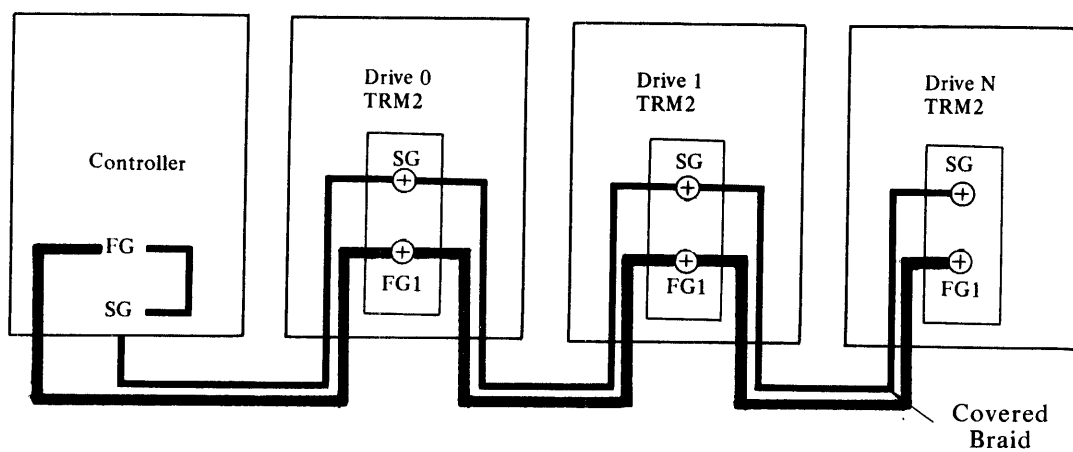 Controller
FG
SG
Drive 0
TRM2
SG
FG1
Drive 1
TRM2
SG
FG1
Drive N
TRM2
SG
FG1
Covered
Braid